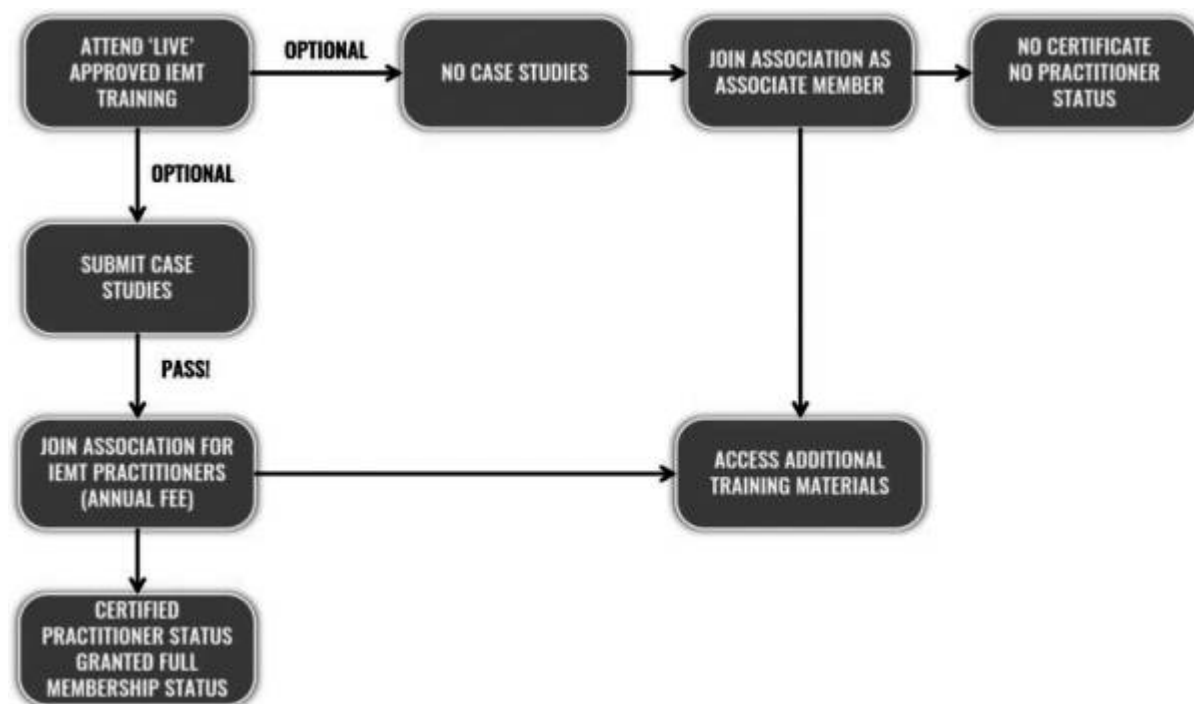 ATTEND 'LIVE'
APPROVED IEMT
TRAINING
OPTIONAL
NO CASE STUDIES
JOIN ASSOCIATION AS
ASSOCIATE MEMBER
NO CERTIFICATE
NO PRACTITIONER
STATUS
OPTIONAL
SUBMIT CASE
STUDIES
PASS!
JOIN ASSOCIATION FOR
IEMT PRACTITIONERS
(ANNUAL FEE)
ACCESS ADDITIONAL
TRAINING MATERIALS
CERTIFIED
PRACTITIONER STATUS
GRANTED FULL
MEMBERSHIP STATUS